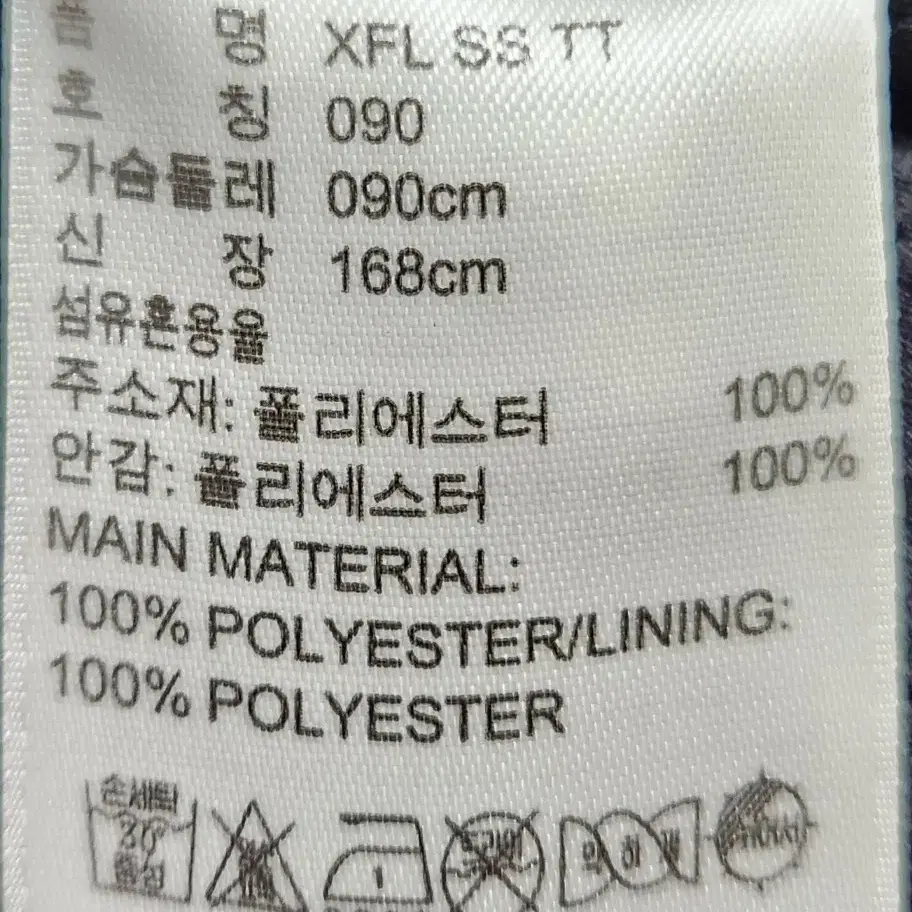 품 명 XFL SS TT
호 칭 090
가슴둘레 090cm
신 장 168cm
섬유혼용율
주소재: 폴리에스터 100%
안감: 폴리에스터 100%
MAIN MATERIAL:
100% POLYESTER/LINING:
100% POLYESTER
손세탁
30°
중성
약하게